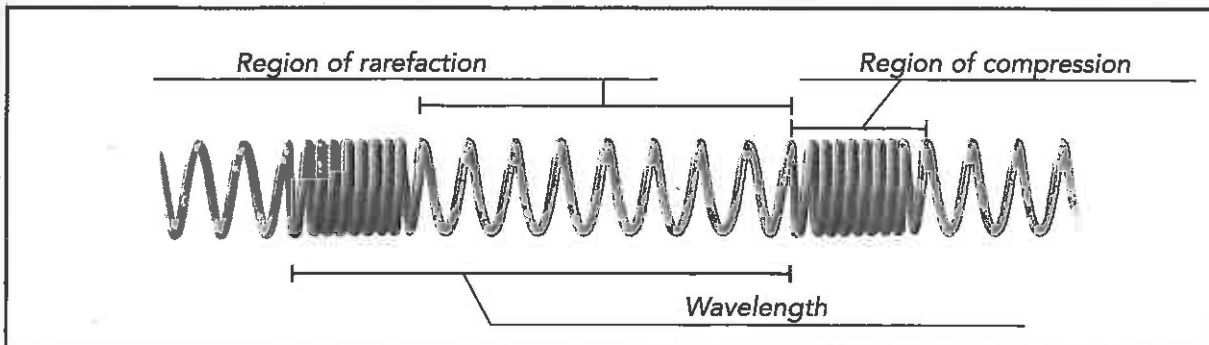 Region of rarefaction
Region of compression
Wavelength